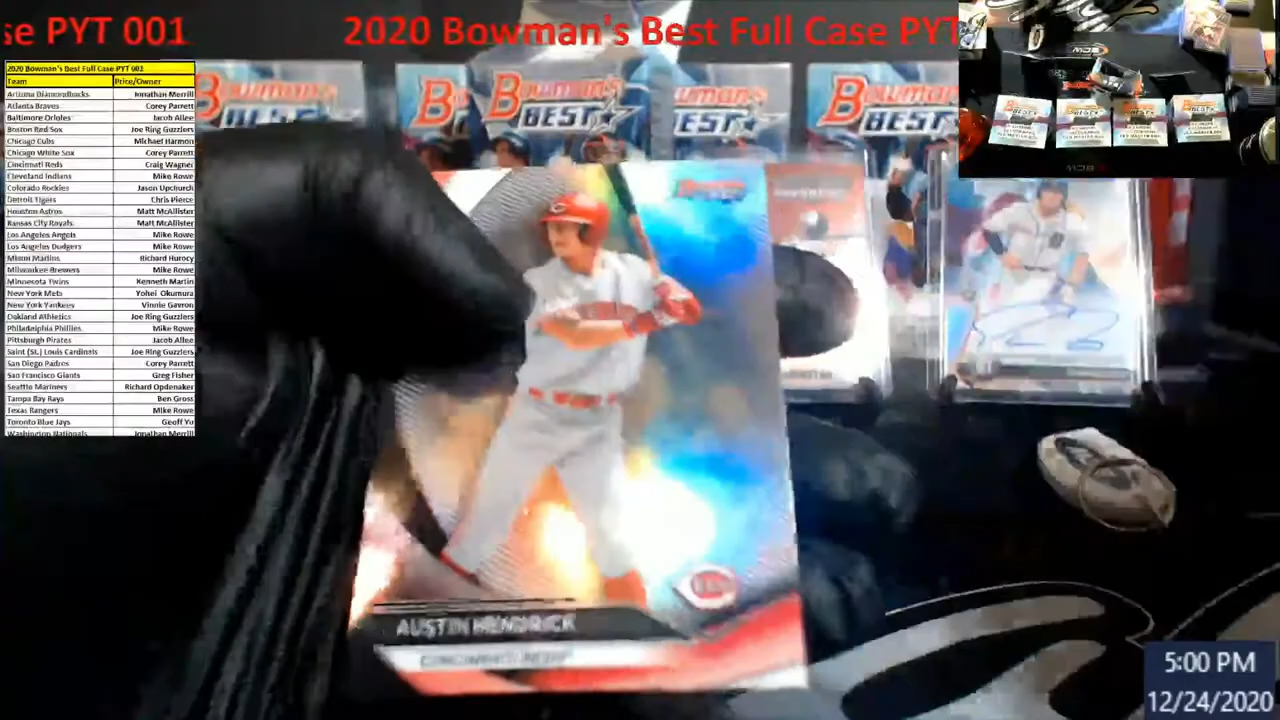 se PYT 001
2020 Bowman's Best Full Case PYT
2020 Bowman's Best Full Case PYT 001
Team Price/Owner
Arizona Diamondbacks Jonathan Merrill
Atlanta Braves Corey Parrett
Baltimore Orioles Jacob Allee
Boston Red Sox Joe Ring Guzzlers
Chicago Cubs Michael Harmon
Chicago White Sox Corey Parrett
Cincinnati Reds Craig Wagner
Cleveland Indians Mike Rowe
Colorado Rockies Jason Upchurch
Detroit Tigers Chris Pierce
Houston Astros Matt McAllister
Kansas City Royals Matt McAllister
Los Angeles Angels Mike Rowe
Los Angeles Dodgers Mike Rowe
Miami Marlins Richard Hurocy
Milwaukee Brewers Mike Rowe
Minnesota Twins Kenneth Martin
New York Mets Yohei Okumura
New York Yankees Vinnie Gavron
Oakland Athletics Joe Ring Guzzlers
Philadelphia Phillies Mike Rowe
Pittsburgh Pirates Jacob Allee
Saint (St.) Louis Cardinals Joe Ring Guzzlers
San Diego Padres Corey Parrett
San Francisco Giants Greg Fisher
Seattle Mariners Richard Opdenaker
Tampa Bay Rays Ben Gross
Texas Rangers Mike Rowe
Toronto Blue Jays Geoff Yu
Washington Nationals Jonathan Merrill
BOWMAN'S
BEST
AUSTIN HENDRICK
CINCINNATI REDS
5:00 PM
12/24/2020